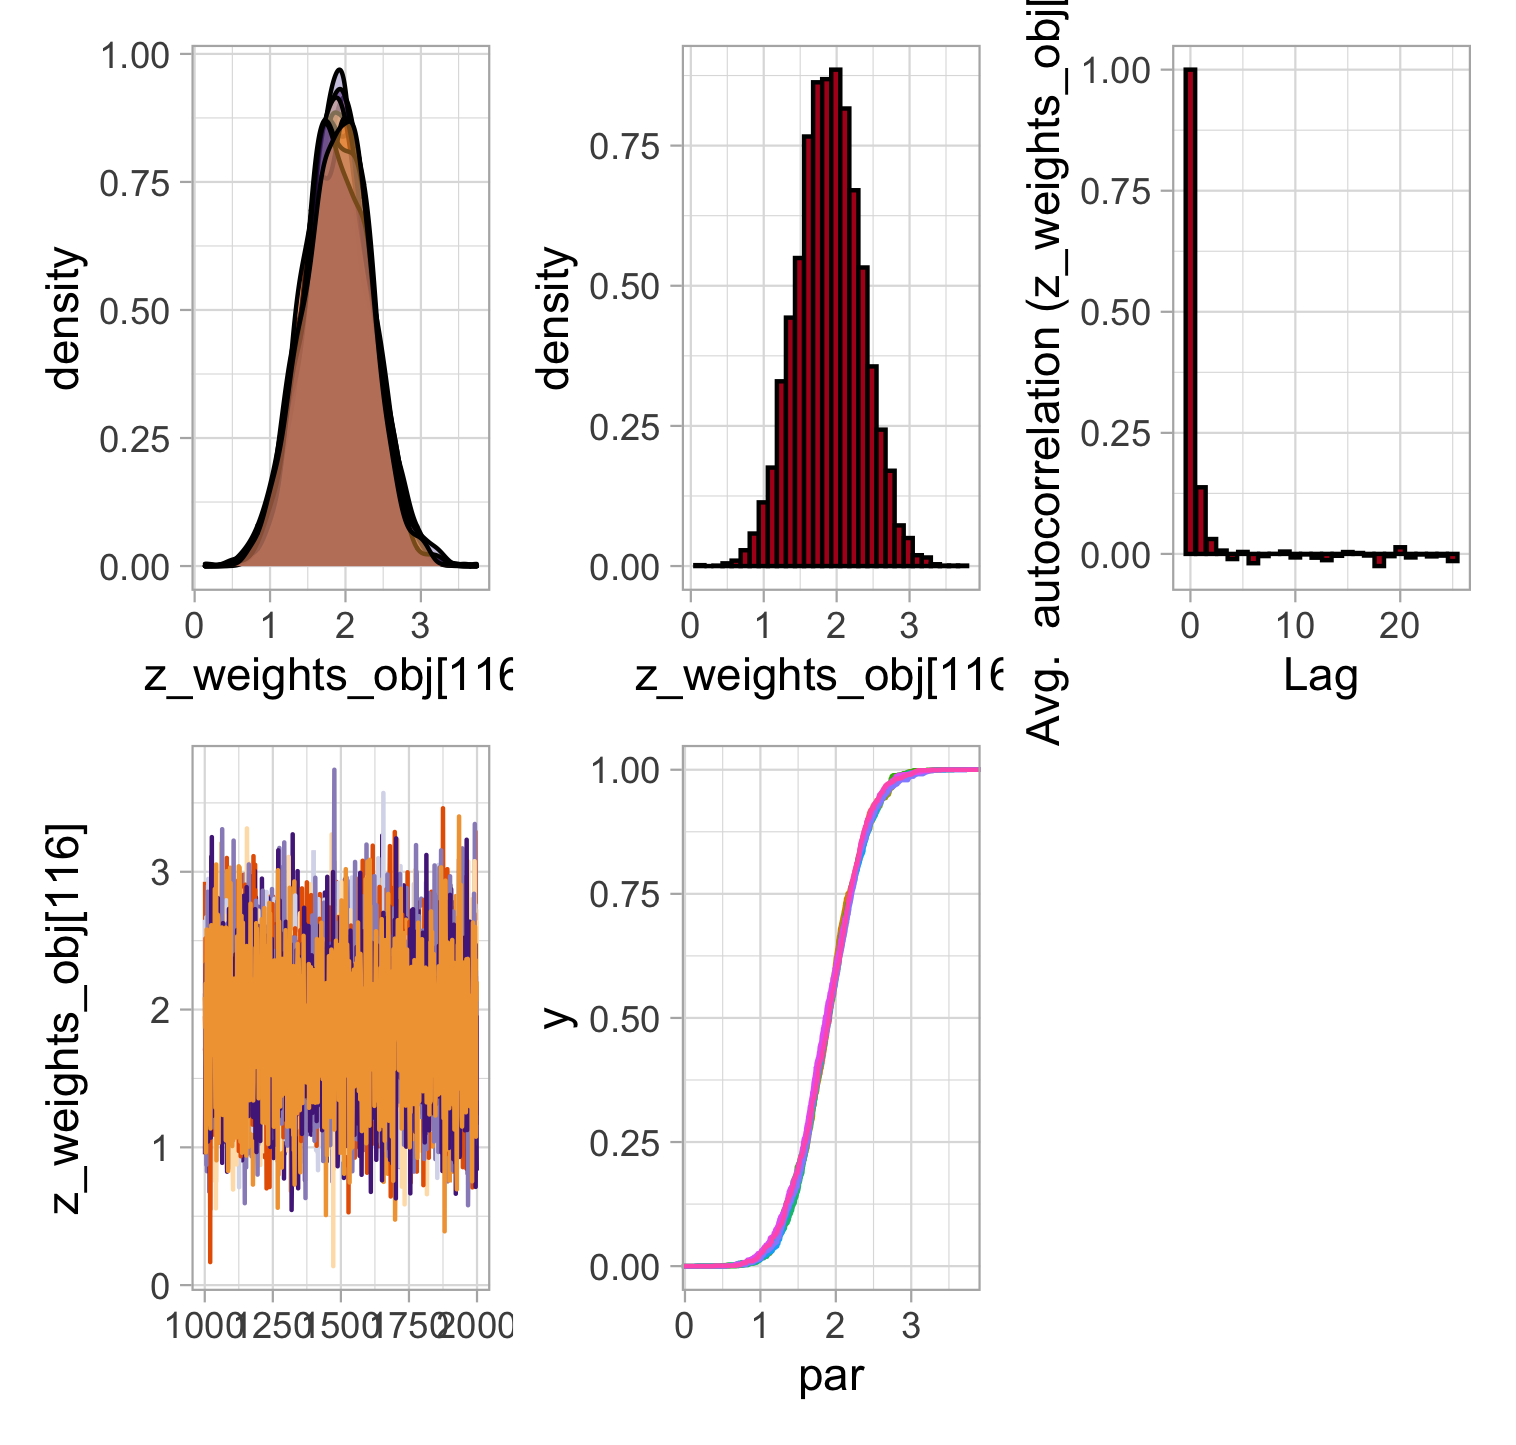 1.00
0.75
0.50
0.25
0.00
density
0 1 2 3
z_weights_obj[116
0.75
0.50
0.25
0.00
density
0 1 2 3
z_weights_obj[116
1.00
0.75
0.50
0.25
0.00
Avg. autocorrelation (z_weights_obj[
0 10 20
Lag
3
2
1
0
z_weights_obj[116]
1000 1250 1500 1750 2000
1.00
0.75
0.50
0.25
0.00
y
0 1 2 3
par